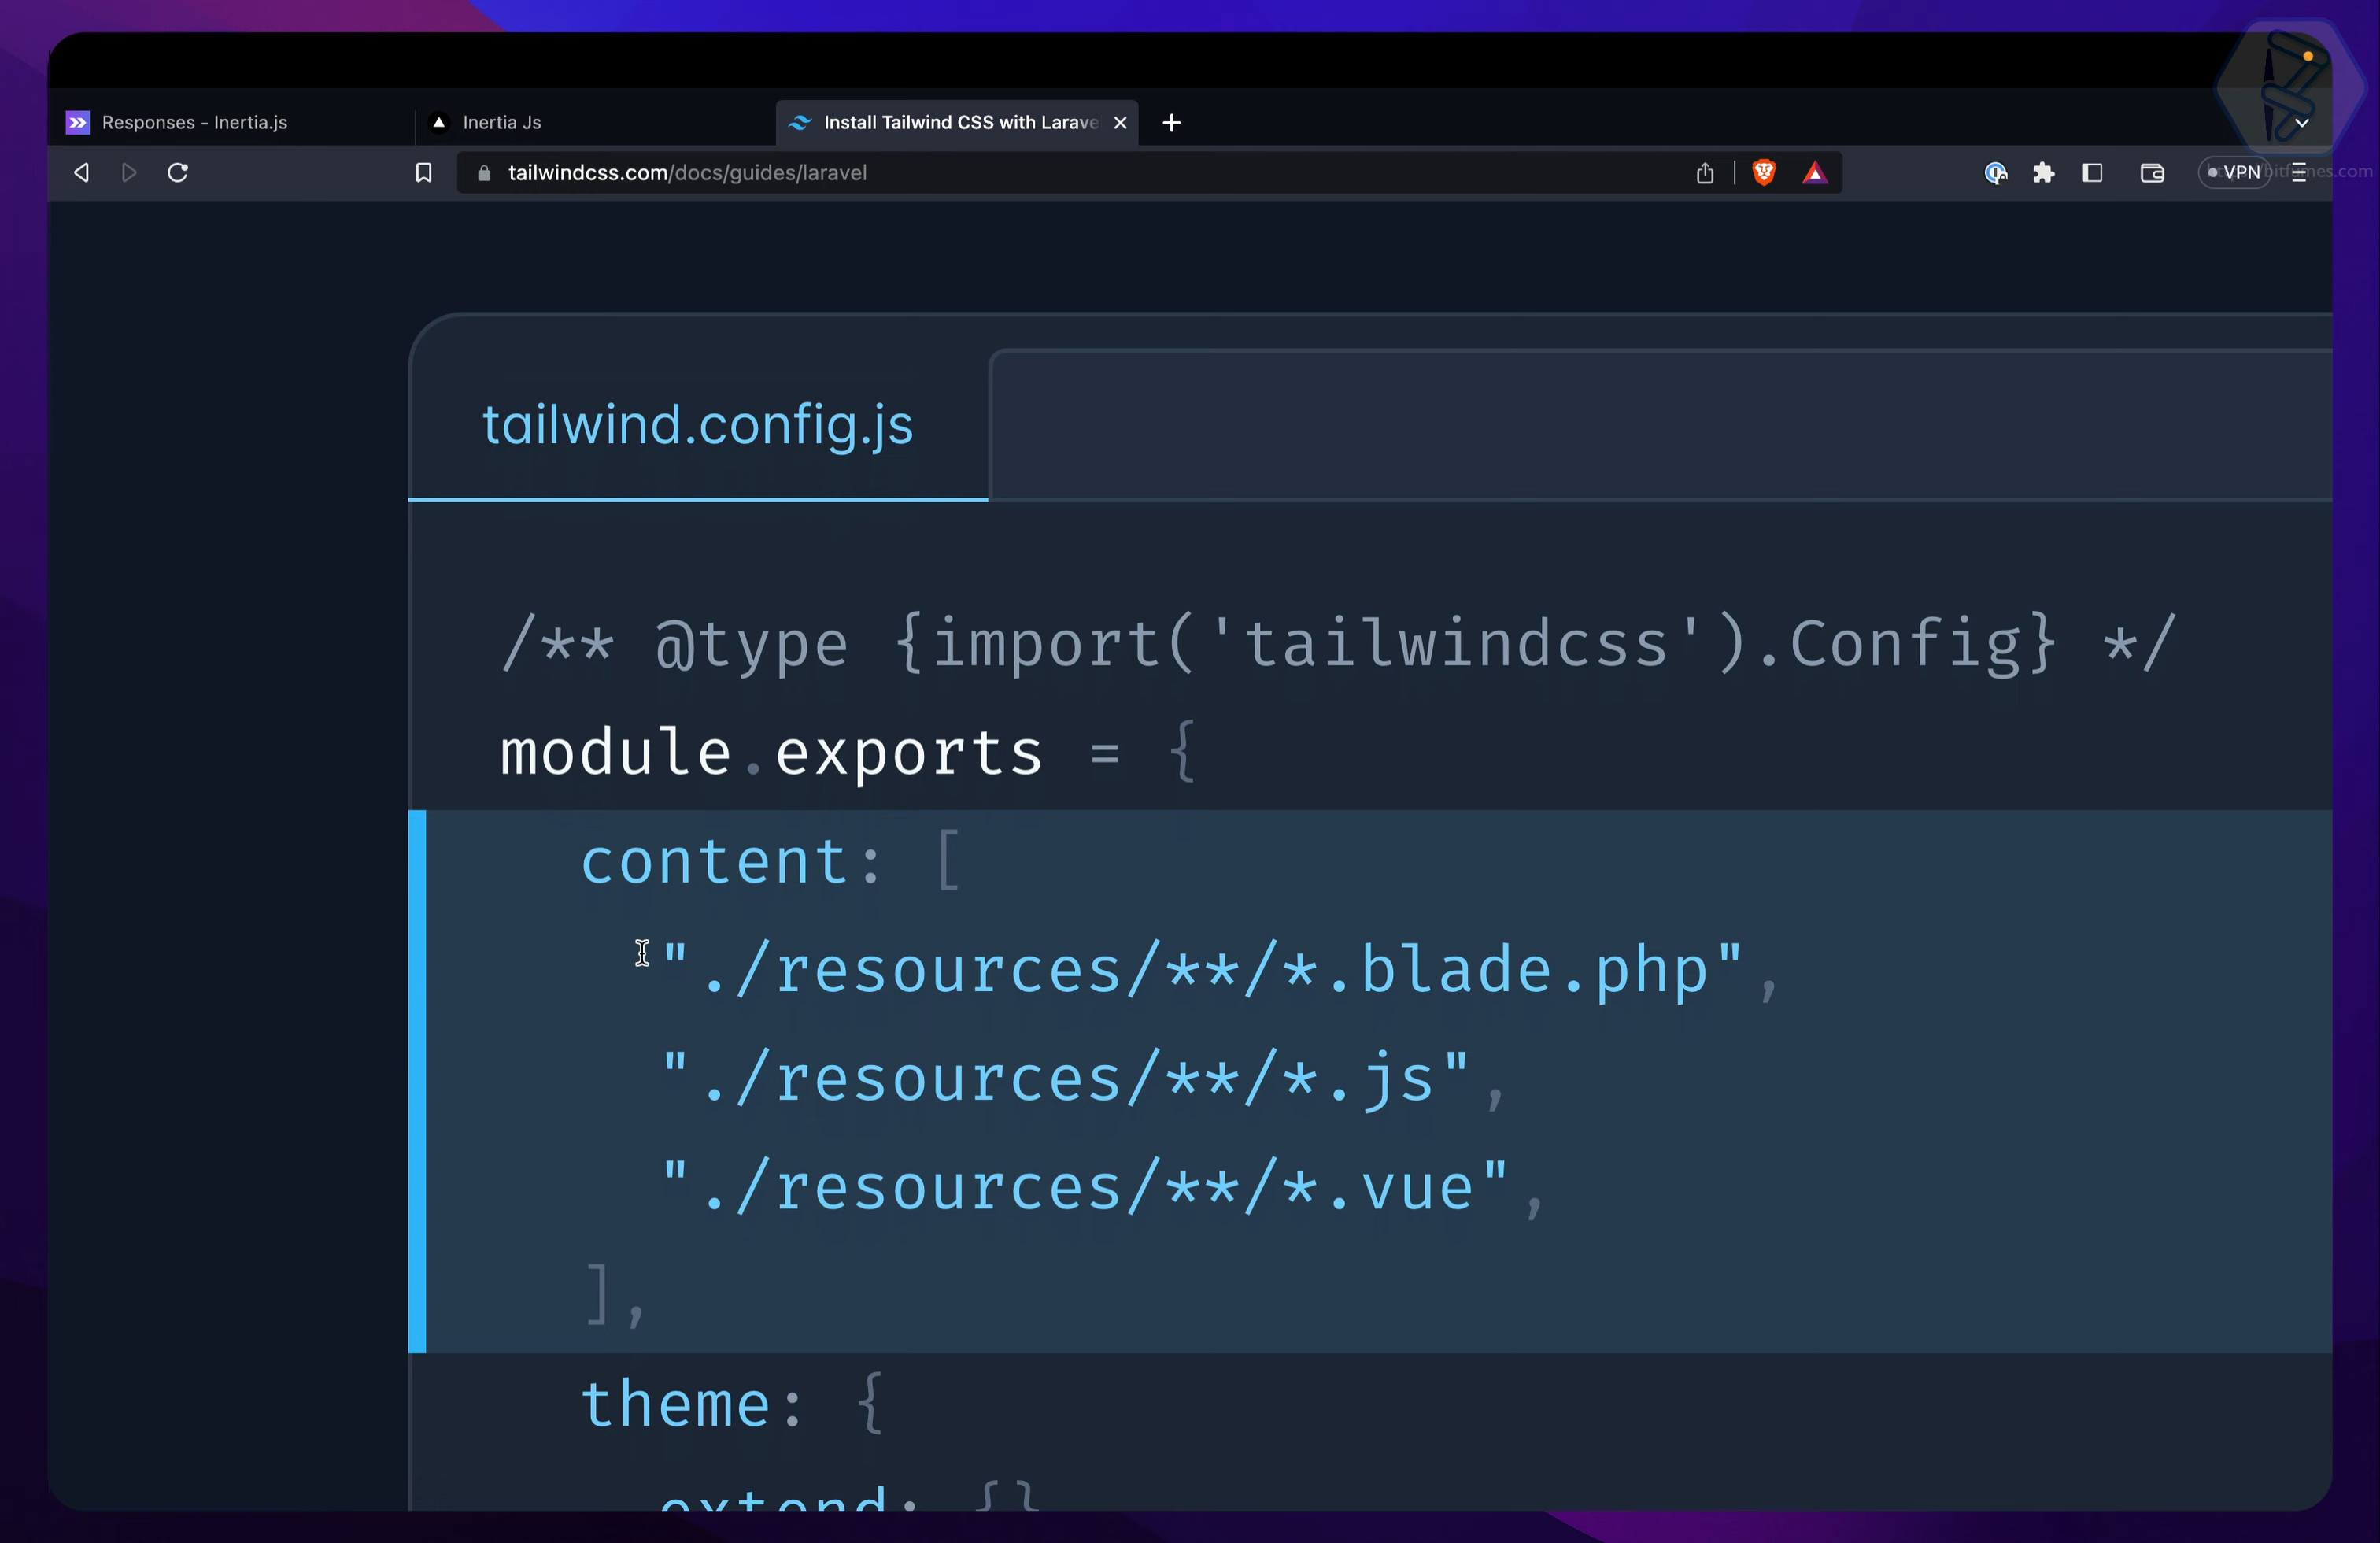 Responses – Inertia.js
Inertia Js
Install Tailwind CSS with Larave
tailwindcss.com/docs/guides/laravel
VPN
tailwind.config.js
/** @type {import('tailwindcss').Config} */
module.exports = {
content: [
"./resources/**/*.blade.php",
"./resources/**/*.js",
"./resources/**/*.vue",
],
theme: {
extend: {}